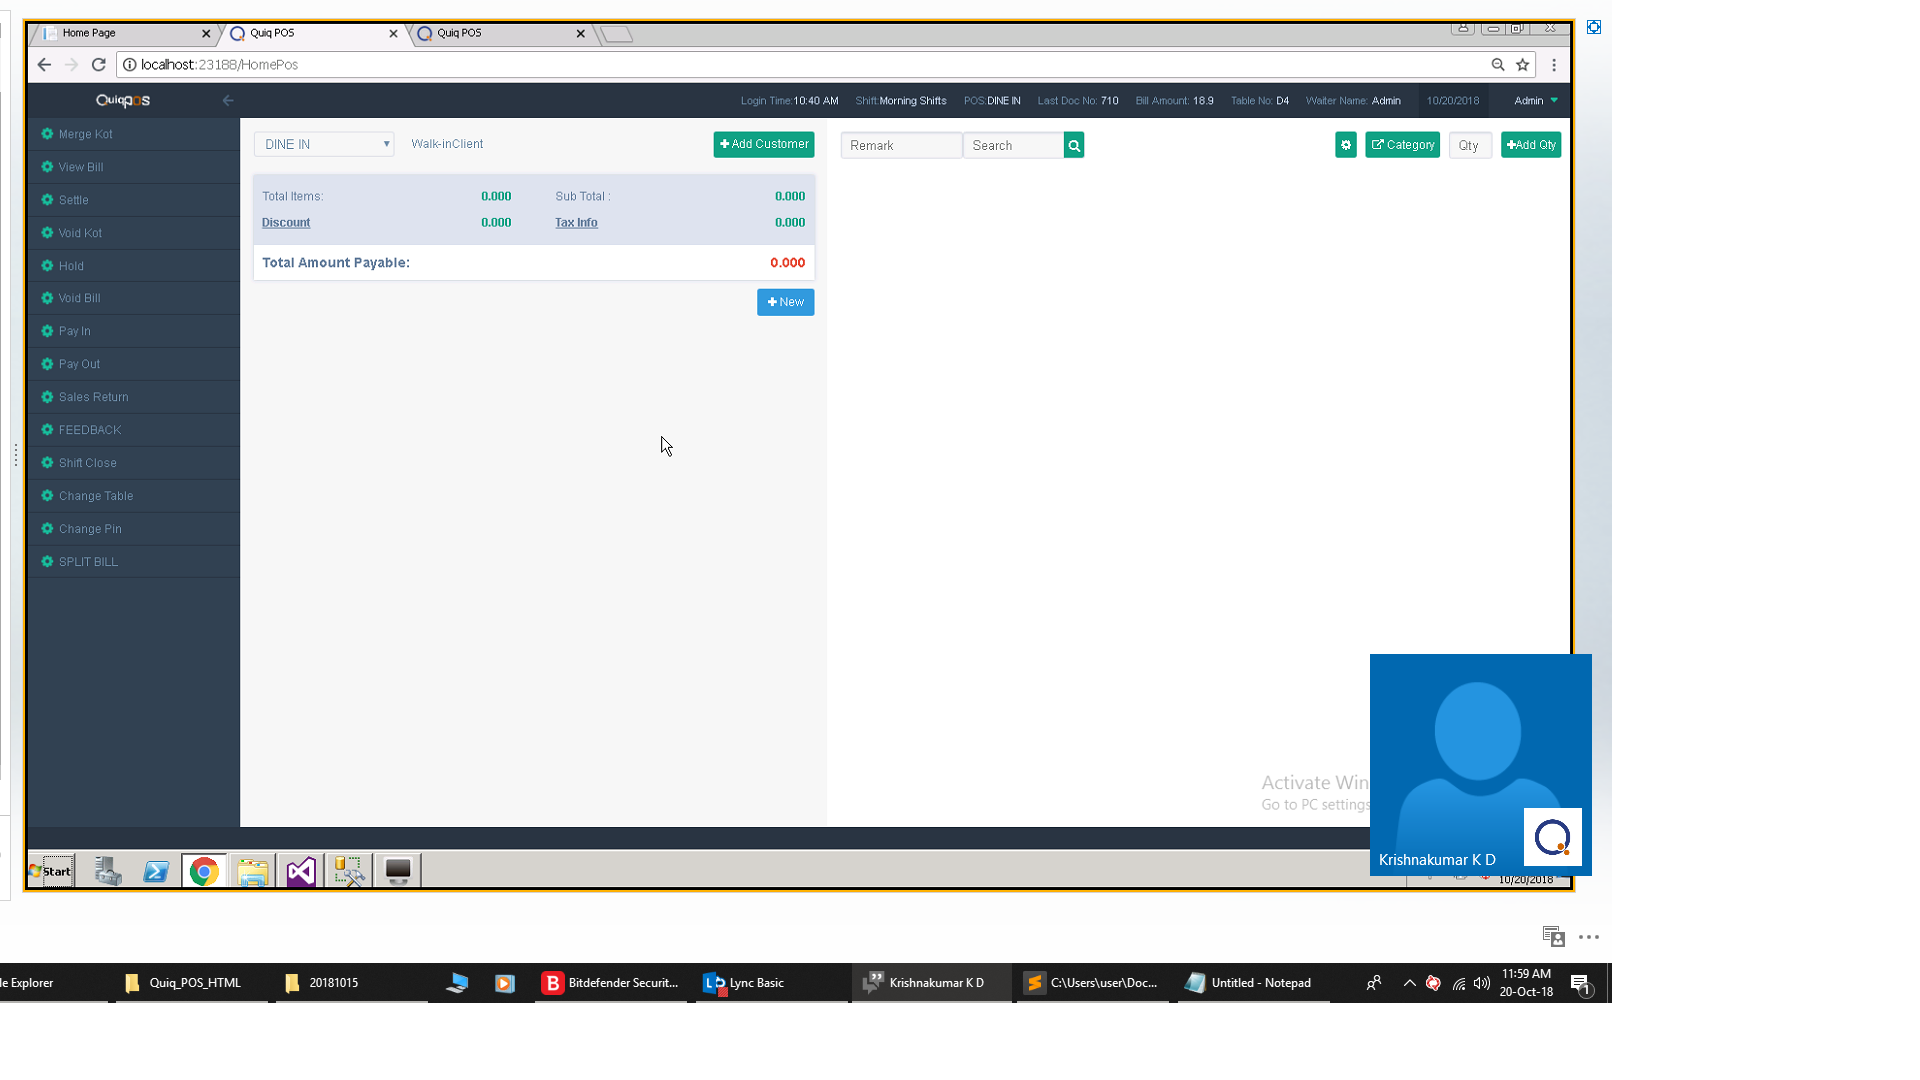 Home Page
Quiq POS
Quiq POS
localhost:23188/HomePos
Quiqpos
Login Time:10:40 AM Shift:Morning Shifts POS:DINE IN Last Doc No: 710 Bill Amount: 18.9 Table No: D4 Waiter Name: Admin 10/20/2018 Admin
Merge Kot
View Bill
Settle
Void Kot
Hold
Void Bill
Pay In
Pay Out
Sales Return
FEEDBACK
Shift Close
Change Table
Change Pin
SPLIT BILL
DINE IN Walk-inClient Add Customer
Total Items: 0.000 Sub Total : 0.000
Discount 0.000 Tax Info 0.000
Total Amount Payable: 0.000
New
Remark Search Category Qty Add Qty
Activate Win
Go to PC settings
Krishnakumar K D
Start
10/20/2018
le Explorer Quiq_POS_HTML 20181015 Bitdefender Securit... Lync Basic Krishnakumar K D C:\Users\user\Doc... Untitled - Notepad
11:59 AM
20-Oct-18
1